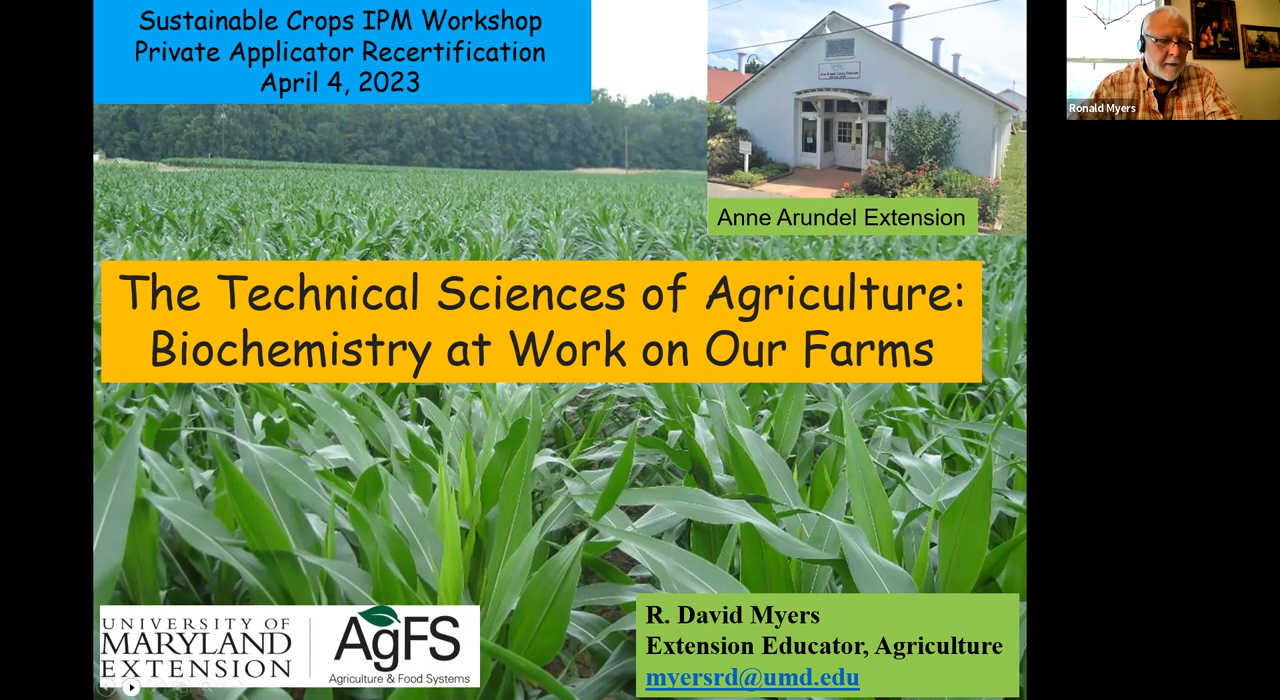 Sustainable Crops IPM Workshop
Private Applicator Recertification
April 4, 2023
Ronald Myers
Anne Arundel Extension
The Technical Sciences of Agriculture:
Biochemistry at Work on Our Farms
UNIVERSITY OF
MARYLAND
EXTENSION
AgFS
Agriculture & Food Systems
R. David Myers
Extension Educator, Agriculture
myersrd@umd.edu